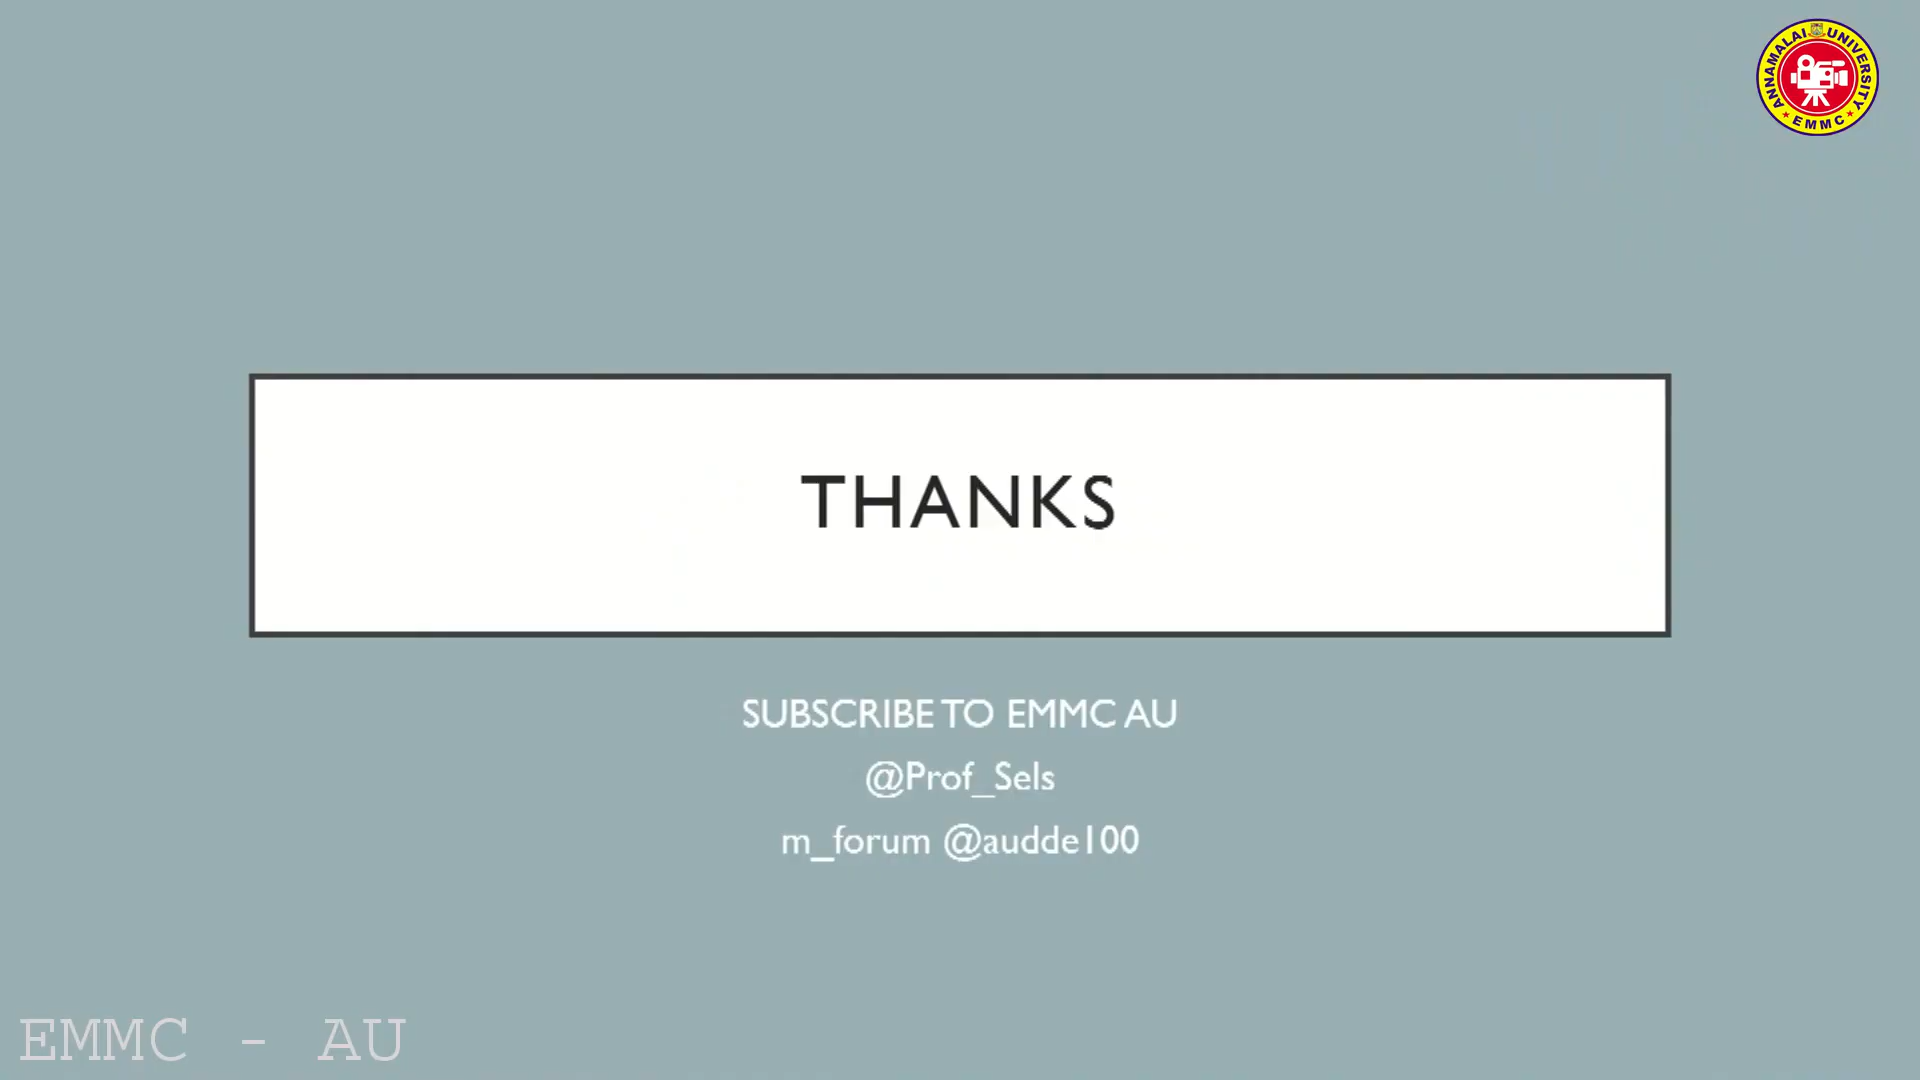 ANNAMALAI UNIVERSITY
EMMC
THANKS
SUBSCRIBE TO EMMC AU
@Prof_Sels
m_forum @audde100
EMMC - AU